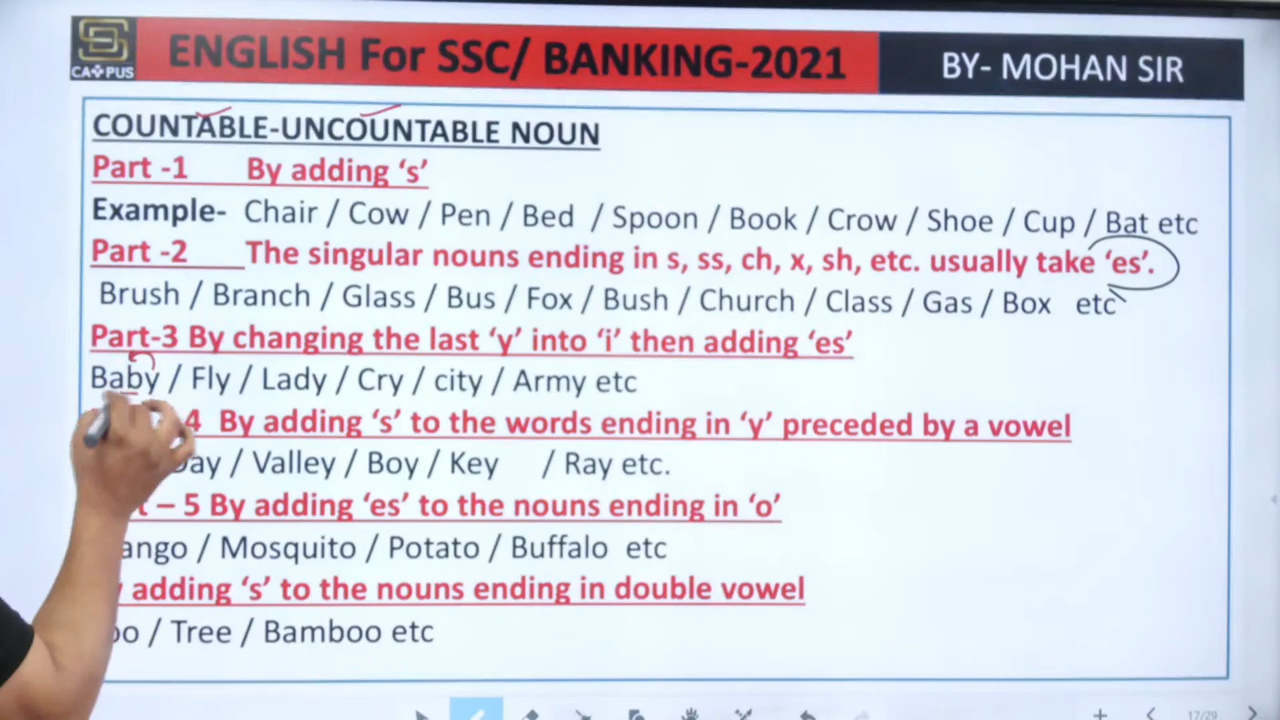 CAMPUS
ENGLISH For SSC/ BANKING-2021
BY- MOHAN SIR
COUNTABLE-UNCOUNTABLE NOUN
Part -1 By adding ‘s’
Example- Chair / Cow / Pen / Bed / Spoon / Book / Crow / Shoe / Cup / Bat etc
Part -2 The singular nouns ending in s, ss, ch, x, sh, etc. usually take ‘es’.
Brush / Branch / Glass / Bus / Fox / Bush / Church / Class / Gas / Box etc
Part-3 By changing the last ‘y’ into ‘i’ then adding ‘es’
Baby / Fly / Lady / Cry / city / Army etc
4 By adding ‘s’ to the words ending in ‘y’ preceded by a vowel
ay / Valley / Boy / Key / Ray etc.
t – 5 By adding ‘es’ to the nouns ending in ‘o’
ango / Mosquito / Potato / Buffalo etc
adding ‘s’ to the nouns ending in double vowel
oo / Tree / Bamboo etc
17/29